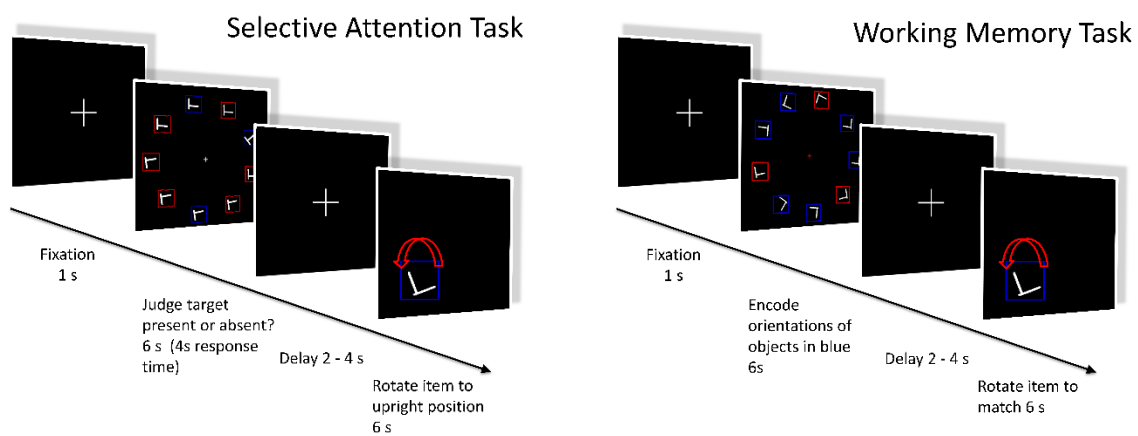 Selective Attention Task
Fixation
1 s
Judge target
present or absent?
6 s (4s response
time)
Delay 2 - 4 s
Rotate item to
upright position
6 s
Working Memory Task
Fixation
1 s
Encode
orientations of
objects in blue
6s
Delay 2 - 4 s
Rotate item to
match 6 s